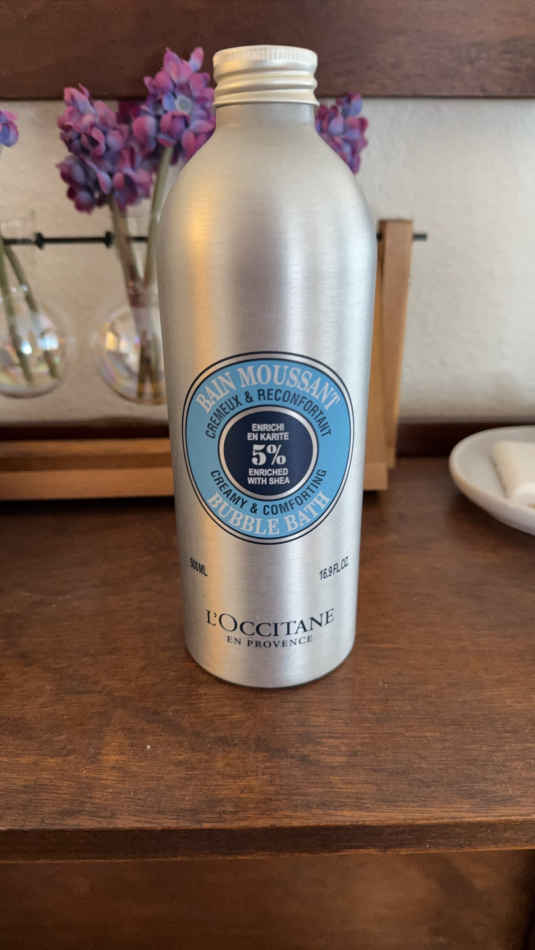 BAIN MOUSSANT
CREMEUX & RECONFORTANT
ENRICHI
EN KARITE
5%
ENRICHED
WITH SHEA
CREAMY & COMFORTING
BUBBLE BATH
500ML
16.9 FL.OZ.
L'OCCITANE
EN PROVENCE